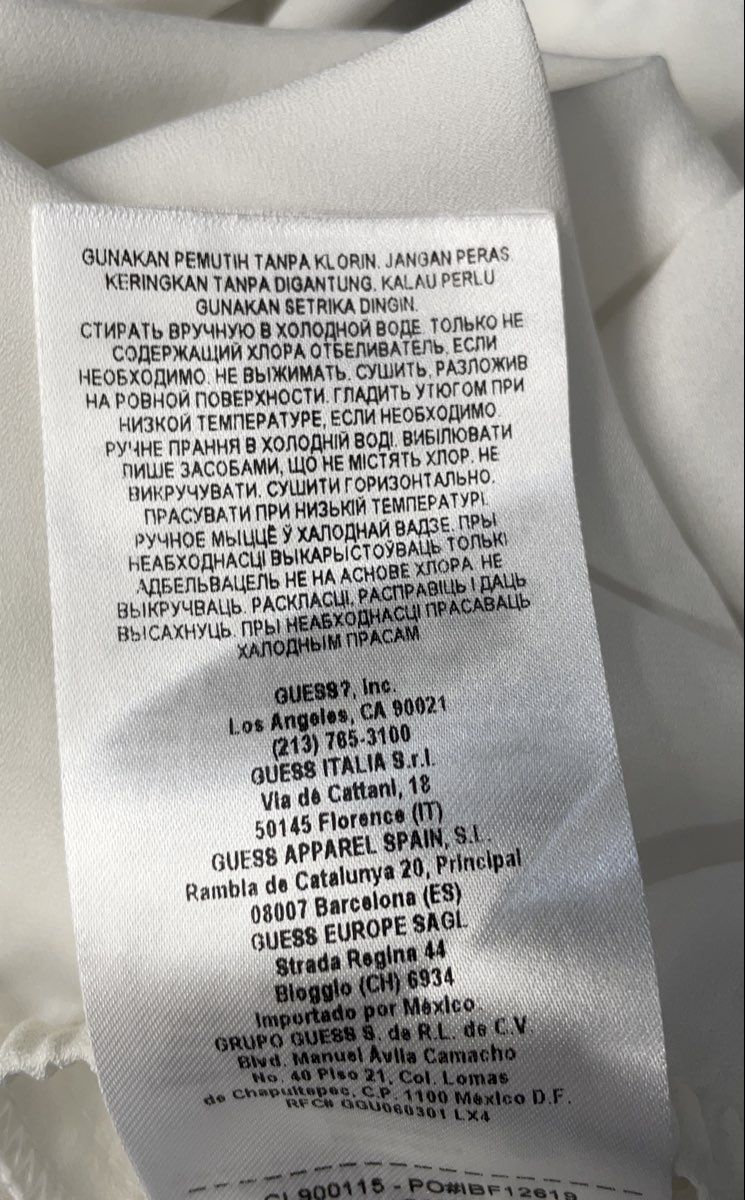 GUNAKAN PEMUTIH TANPA KLORIN. JANGAN PERAS
KERINGKAN TANPA DIGANTUNG. KALAU PERLU
GUNAKAN SETRIKA DINGIN.
СТИРАТЬ ВРУЧНУЮ В ХОЛОДНОЙ ВОДЕ. ТОЛЬКО НЕ
СОДЕРЖАЩИЙ ХЛОРА ОТБЕЛИВАТЕЛЬ. ЕСЛИ
НЕОБХОДИМО. НЕ ВЫЖИМАТЬ. СУШИТЬ, РАЗЛОЖИВ
НА РОВНОЙ ПОВЕРХНОСТИ. ГЛАДИТЬ УТЮГОМ ПРИ
НИЗКОЙ ТЕМПЕРАТУРЕ, ЕСЛИ НЕОБХОДИМО.
РУЧНЕ ПРАННЯ В ХОЛОДНІЙ ВОДІ. ВИБІЛЮВАТИ
ЛИШЕ ЗАСОБАМИ, ЩО НЕ МІСТЯТЬ ХЛОР. НЕ
ВИКРУЧУВАТИ. СУШИТИ ГОРИЗОНТАЛЬНО.
ПРАСУВАТИ ПРИ НИЗЬКІЙ ТЕМПЕРАТУРІ.
РУЧНОЕ МЫЦЦЁ Ў ХАЛОДНАЙ ВАДЗЕ. ПРЫ
НЕАБХОДНАСЦІ ВЫКАРЫСТОЎВАЦЬ ТОЛЬКІ
АДБЕЛЬВАЦЕЛЬ НЕ НА АСНОВЕ ХЛОРА. НЕ
ВЫКРУЧВАЦЬ. РАСКЛАСЦІ, РАСПРАВІЦЬ І ДАЦЬ
ВЫСАХНУЦЬ. ПРЫ НЕАБХОДНАСЦІ ПРАСАВАЦЬ
ХАЛОДНЫМ ПРАСАМ
GUESS?, Inc.
Los Angeles, CA 90021
(213) 765-3100
GUESS ITALIA S.r.l.
Via de Cattani, 18
50145 Florence (IT)
GUESS APPAREL SPAIN, S.L.
Rambla de Catalunya 20, Principal
08007 Barcelona (ES)
GUESS EUROPE SAGL
Strada Regina 44
Bioggio (CH) 6934
Importado por México.
GRUPO GUESS S. de R.L. de C.V.
Blvd. Manuel Ávila Camacho
No. 40 Piso 21, Col. Lomas
de Chapultepec, C.P. 1100 México D.F.
RFC# GGU060301 LX4